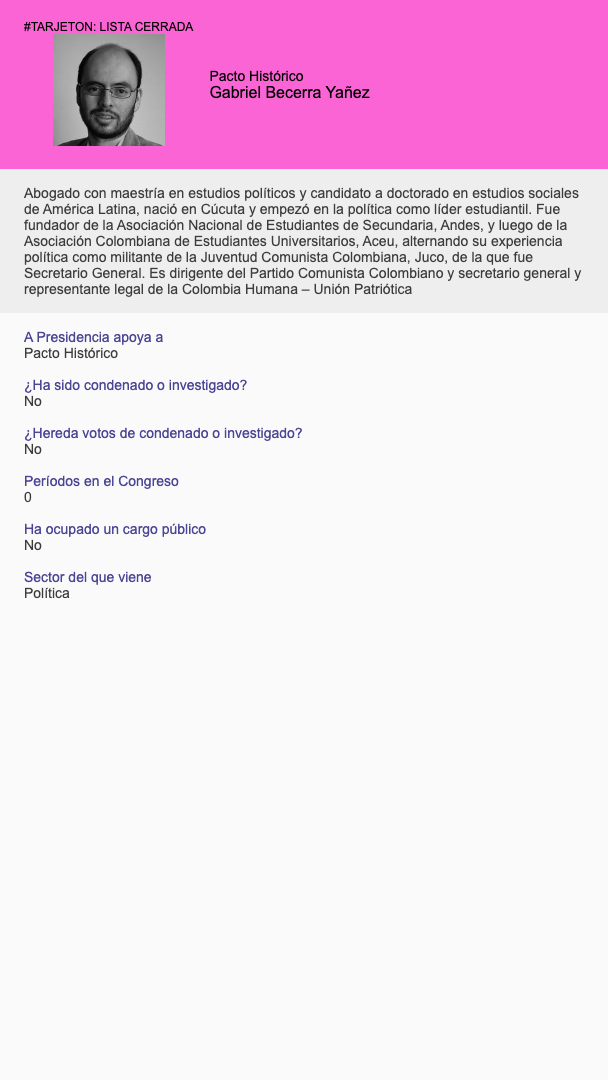 #TARJETON: LISTA CERRADA
Pacto Histórico
Gabriel Becerra Yañez
Abogado con maestría en estudios políticos y candidato a doctorado en estudios sociales
de América Latina, nació en Cúcuta y empezó en la política como líder estudiantil. Fue
fundador de la Asociación Nacional de Estudiantes de Secundaria, Andes, y luego de la
Asociación Colombiana de Estudiantes Universitarios, Aceu, alternando su experiencia
política como militante de la Juventud Comunista Colombiana, Juco, de la que fue
Secretario General. Es dirigente del Partido Comunista Colombiano y secretario general y
representante legal de la Colombia Humana – Unión Patriótica
A Presidencia apoya a
Pacto Histórico
¿Ha sido condenado o investigado?
No
¿Hereda votos de condenado o investigado?
No
Períodos en el Congreso
0
Ha ocupado un cargo público
No
Sector del que viene
Política